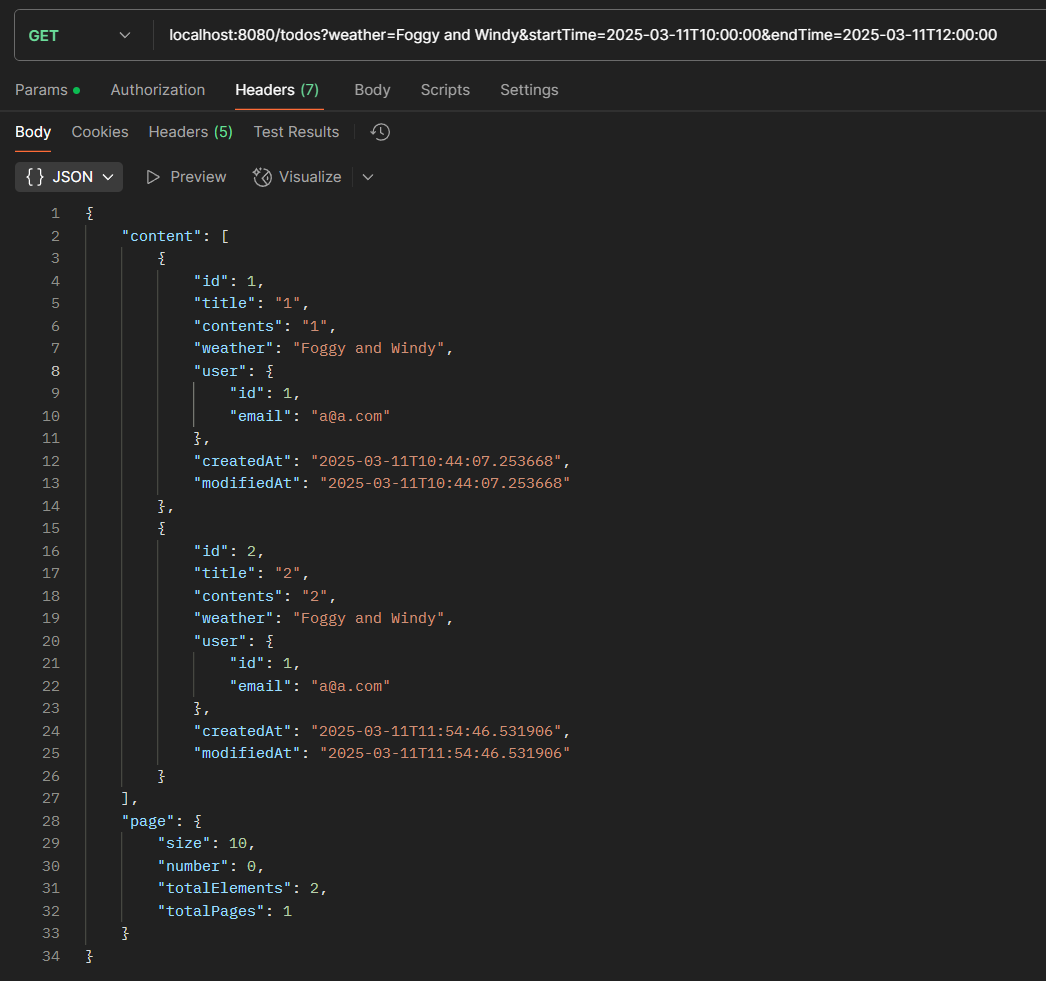 GET localhost:8080/todos?weather=Foggy and Windy&startTime=2025-03-11T10:00:00&endTime=2025-03-11T12:00:00
Params Authorization Headers (7) Body Scripts Settings
Body Cookies Headers (5) Test Results
{} JSON Preview Visualize
1 {
2 "content": [
3 {
4 "id": 1,
5 "title": "1",
6 "contents": "1",
7 "weather": "Foggy and Windy",
8 "user": {
9 "id": 1,
10 "email": "a@a.com"
11 },
12 "createdAt": "2025-03-11T10:44:07.253668",
13 "modifiedAt": "2025-03-11T10:44:07.253668"
14 },
15 {
16 "id": 2,
17 "title": "2",
18 "contents": "2",
19 "weather": "Foggy and Windy",
20 "user": {
21 "id": 1,
22 "email": "a@a.com"
23 },
24 "createdAt": "2025-03-11T11:54:46.531906",
25 "modifiedAt": "2025-03-11T11:54:46.531906"
26 }
27 ],
28 "page": {
29 "size": 10,
30 "number": 0,
31 "totalElements": 2,
32 "totalPages": 1
33 }
34 }